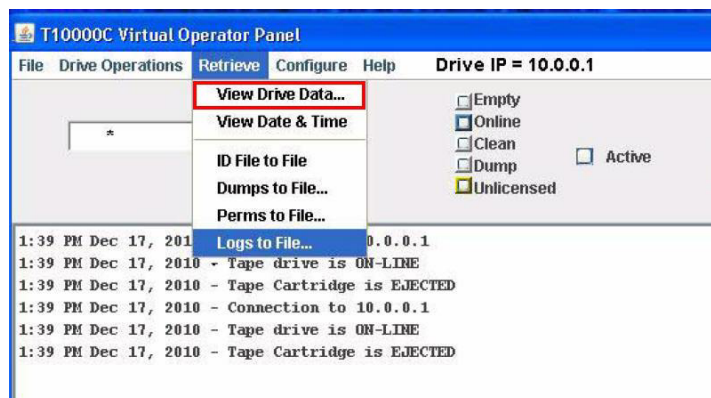 T10000C Virtual Operator Panel
File Drive Operations Retrieve Configure Help Drive IP = 10.0.0.1
View Drive Data...
View Date & Time
ID File to File
Dumps to File...
Perms to File...
Logs to File...
*
Empty
Online
Clean
Dump
Unlicensed
Active
1:39 PM Dec 17, 201 0.0.0.1
1:39 PM Dec 17, 2010 - Tape drive is ON-LINE
1:39 PM Dec 17, 2010 - Tape Cartridge is EJECTED
1:39 PM Dec 17, 2010 - Connection to 10.0.0.1
1:39 PM Dec 17, 2010 - Tape drive is ON-LINE
1:39 PM Dec 17, 2010 - Tape Cartridge is EJECTED